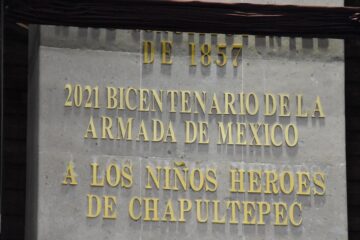 DE 1857
2021 BICENTENARIO DE LA
ARMADA DE MEXICO
A LOS NIÑOS HEROES
DE CHAPULTEPEC